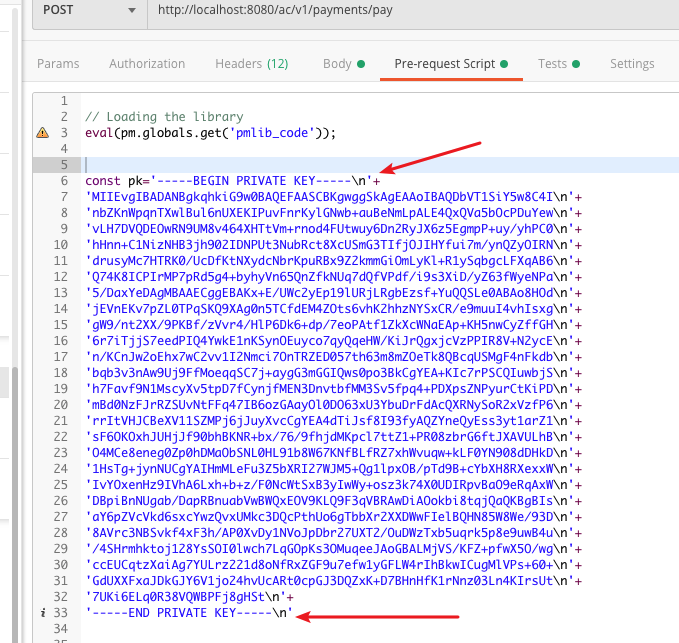 POST
http://localhost:8080/ac/v1/payments/pay
Params Authorization Headers (12) Body Pre-request Script Tests Settings
1
2 // Loading the library
3 eval(pm.globals.get('pmlib_code'));
4
5
6 const pk='-----BEGIN PRIVATE KEY-----\n'+
7 'MIIEvgIBADANBgkqhkiG9w0BAQEFAASCBKgwggSkAgEAAoIBAQDbVT1SiY5w8C4I\n'+
8 'nbZKnWpqnTXwlBul6nUXEKIPuvFnrKylGNwb+auBeNmLpALE4QxQVa5bOcPDuYew\n'+
9 'vLH7DVQDEOwRN9UM8v464XHTtVm+rnod4FUtwuy6Dn2RyJX6z5EgmpP+uy/yhPC0\n'+
10 'hHnn+C1NizNHB3jh90ZIDNPUt3NubRct8XcUSmG3TIfjOJIHYfui7m/ynQZyOIRN\n'+
11 'drusyMc7HTRK0/UcDfKtNXydcNbrKpuRBx9Z2kmmGiOmLyKl+R1ySqbgcLFXqAB6\n'+
12 'Q74K8ICPIrMP7pRd5g4+byhyVn65QnZfkNUq7dQfVPdf/i9s3XiD/yZ63fWyeNPa\n'+
13 '5/DaxYeDAgMBAAECggEBAKx+E/UWc2yEp19lURjLRgbEzsf+YuQQSLe0ABAo8HOd\n'+
14 'jEVnEKv7pZL0TPqSKQ9XAg0n5TCfdEM4ZOts6vhK2hhzNYSxCR/e9muuI4vhIsxg\n'+
15 'gW9/nt2XX/9PKBf/zVvr4/HlP6Dk6+dp/7eoPAtf1ZkXcWNaEAp+KH5nwCyZffGH\n'+
16 '6r7iTjjS7eedPIQ4YwkE1nKSynOEuyco7qyQqeHW/KiJrQgxjcVzPPIR8V+N2ycE\n'+
17 'n/KCnJw2oEhx7wC2vv1I2Nmci7OnTRZED057th63m8mZOeTk8QBcqUSMgF4nFkdb\n'+
18 'bqb3v3nAw9Uj9FfMoeqqSC7j+aygG3mGGIQws0po3BkCgYEA+KIc7rPSCQIuwbjS\n'+
19 'h7Favf9N1MscyXv5tpD7fCynjfMEN3DnvtbfMM3Sv5fpq4+PDXpsZNPyurCtKiPD\n'+
20 'mBd0NzFJrRZSUvNtFFq47IB6ozGAayOl0DO63xU3YbuDrFdAcQXRNySoR2xVzfP6\n'+
21 'rrItVHJCBeXV11SZMPj6jJuyXvcCgYEA4dTiJsf8I93fyAQZYneQyEss3yt1arZ1\n'+
22 'sF6OKOxhJUHjJf90bhBKNR+bx/76/9fhjdMKpcl7ttZ1+PR08zbrG6ftJXAVULhB\n'+
23 'O4MCe8eneg0Zp0hDMaObSNL0HL91b8W67KNfBLfRZ7xhWvuqw+kLF0YN908dDHkD\n'+
24 '1HsTg+jynNUCgYAIHmMLeFu3Z5bXRI27WJM5+Qg1lpxOB/pTd9B+cYbXH8RXexxW\n'+
25 'IvYOxenHz9IVhA6Lxh+b+z/F0NcWtSxB3yIwWy+osz3k74X0UDIRpvBaO9eRqAxW\n'+
26 'DBpiBnNUgab/DapRBnuabVwBWQxEOV9KLQ9F3qVBRAwDiAOokbi8tqjQaQKBgBIs\n'+
27 'aY6pZVcVkd6sxcYwzQvxUMkc3DQcPthUo6gTbbXr2XXDWwFIelBQHN85W8We/93D\n'+
28 '8AVrc3NBSvkf4xF3h/AP0XvDy1NVoJpDbr27UXT2/OuDWzTxb5uqrk5p8e9uwB4u\n'+
29 '/4SHrmhktoj128YsSOI0lwch7LqGOpKs3OMuqeeJAoGBALMjVS/KFZ+pfwX5O/wg\n'+
30 'ccEUCqtzXaiAg7YULrzZ21d8oNfRxZGF9u7efw1yGFLW4rIhBkwICugMlVPs+60+\n'+
31 'GdUXXFxaJDkGJY6V1jo24hvUcARt0cpGJ3DQZxK+D7BHnHfK1rNnz03Ln4KIrsUt\n'+
32 '7UKi6ELq0R38VQWBPFj8gHSt\n'+
33 '-----END PRIVATE KEY-----\n'
34